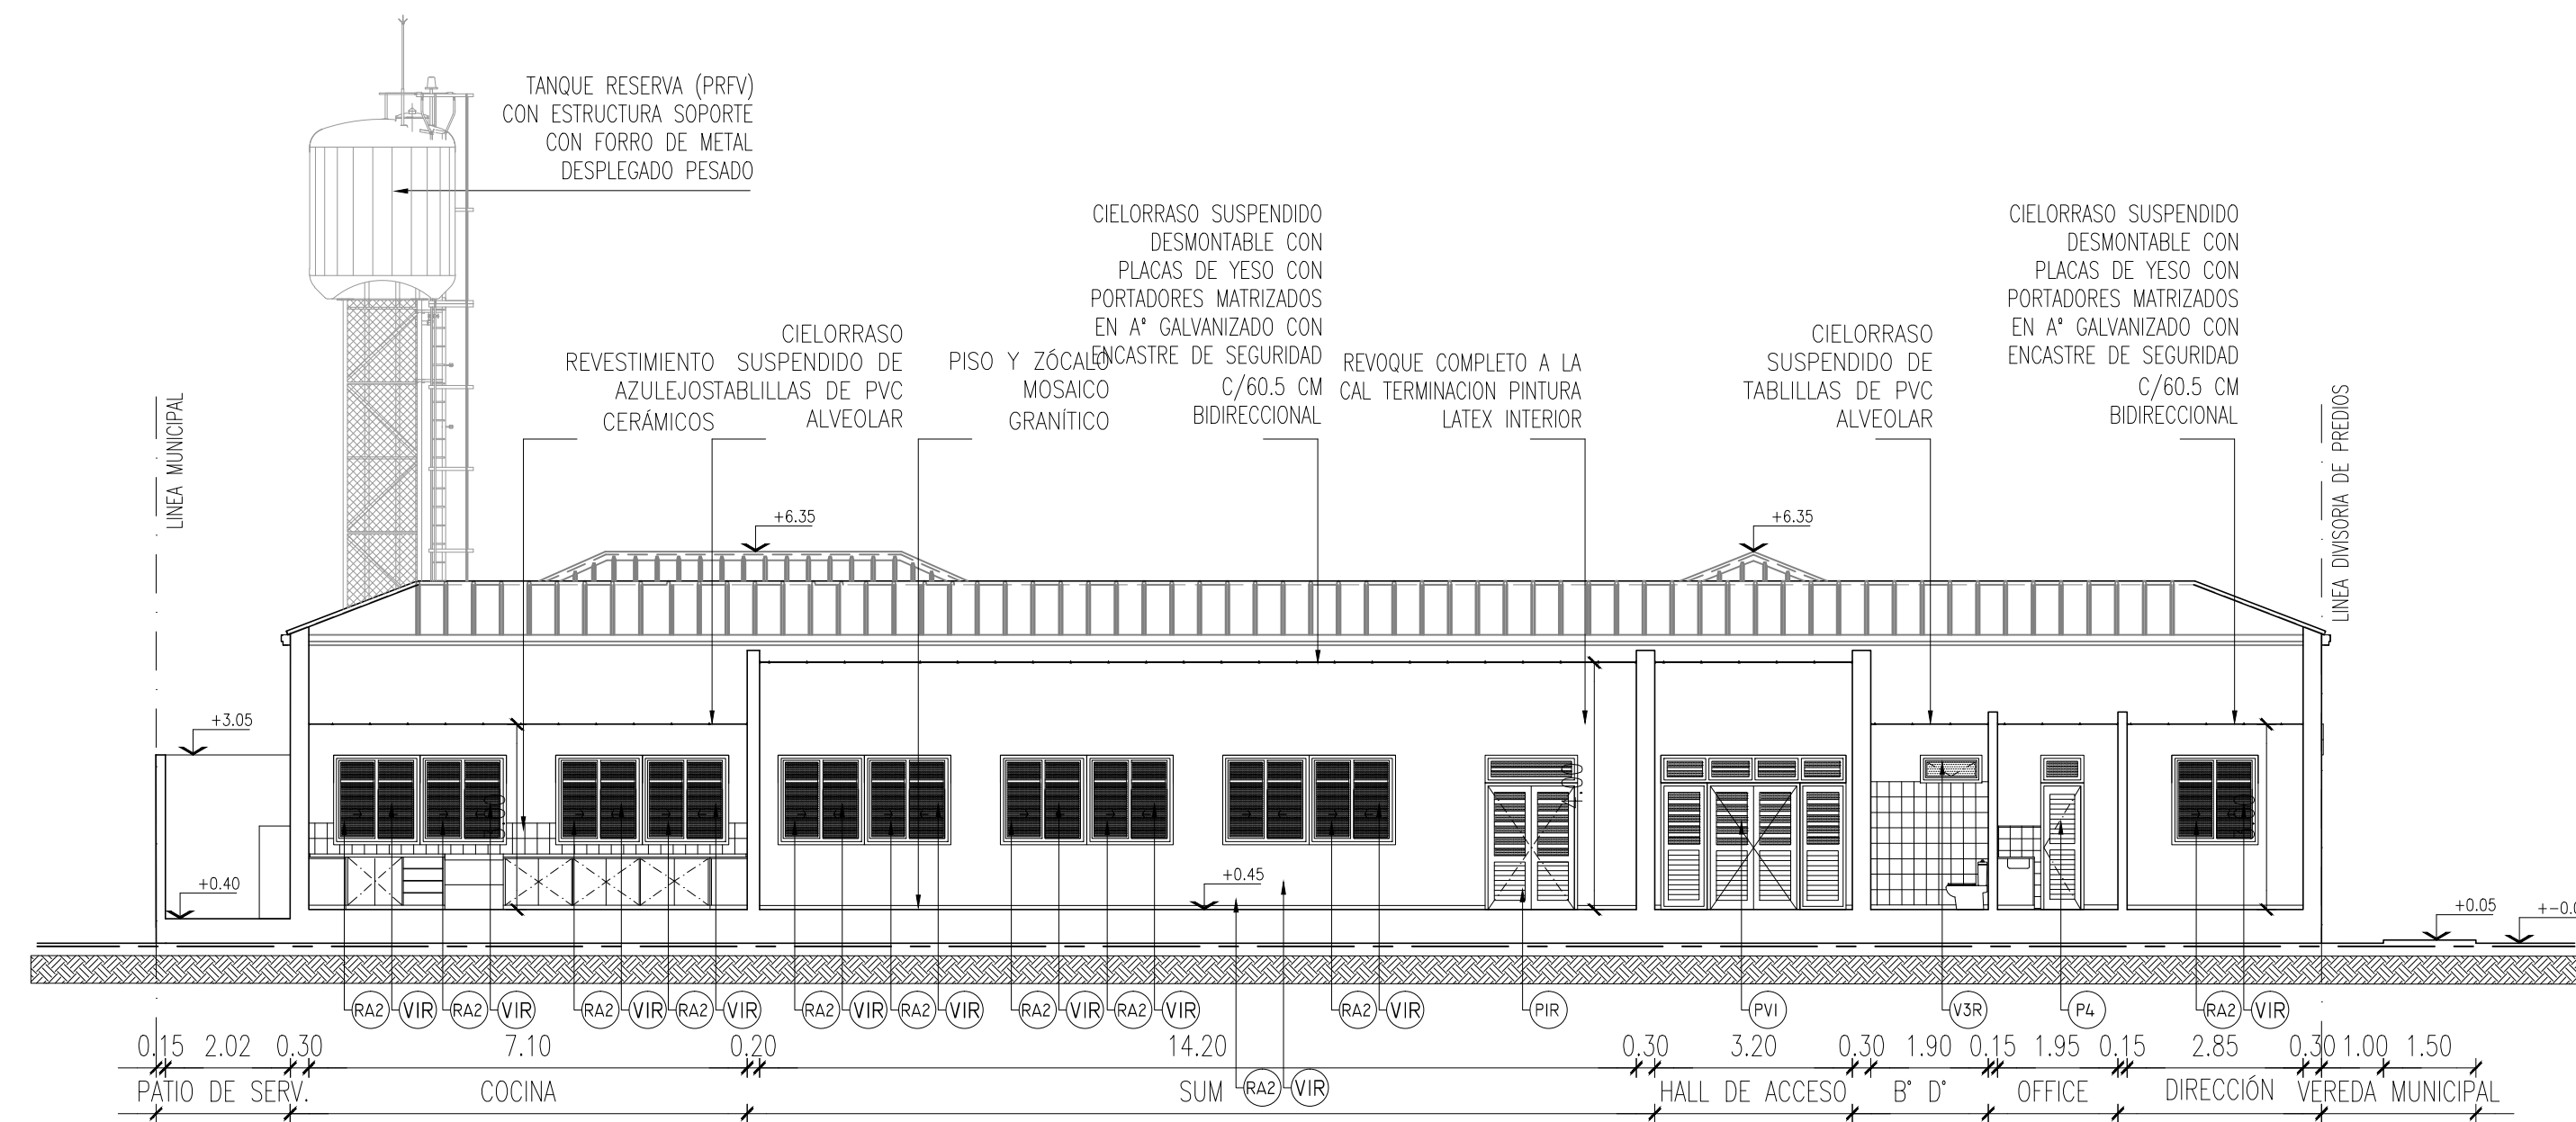 TANQUE RESERVA (PRFV)
CON ESTRUCTURA SOPORTE
CON FORRO DE METAL
DESPLEGADO PESADO
LINEA MUNICIPAL
REVESTIMIENTO
AZULEJOS
CERÁMICOS
CIELORRASO
SUSPENDIDO DE
TABLILLAS DE PVC
ALVEOLAR
PISO Y ZÓCALO
MOSAICO
GRANÍTICO
CIELORRASO SUSPENDIDO
DESMONTABLE CON
PLACAS DE YESO CON
PORTADORES MATRIZADOS
EN Aº GALVANIZADO CON
ENCASTRE DE SEGURIDAD
C/60.5 CM
BIDIRECCIONAL
REVOQUE COMPLETO A LA
CAL TERMINACION PINTURA
LATEX INTERIOR
CIELORRASO
SUSPENDIDO DE
TABLILLAS DE PVC
ALVEOLAR
CIELORRASO SUSPENDIDO
DESMONTABLE CON
PLACAS DE YESO CON
PORTADORES MATRIZADOS
EN Aº GALVANIZADO CON
ENCASTRE DE SEGURIDAD
C/60.5 CM
BIDIRECCIONAL
LINEA DIVISORIA DE PREDIOS
+6.35
+6.35
+3.05
+0.40
4.00
+0.45
+0.05
RA2 VIR RA2 VIR RA2 VIR RA2 VIR RA2 VIR RA2 VIR RA2 VIR RA2 VIR RA2 VIR PIR PVI V3R P4 RA2 VIR
0.15 2.02 0.30 7.10 0.20 14.20 0.30 3.20 0.30 1.90 0.15 1.95 0.15 2.85 0.30 1.00 1.50
PATIO DE SERV. COCINA SUM RA2 VIR HALL DE ACCESO Bº Dº OFFICE DIRECCIÓN VEREDA MUNICIPAL